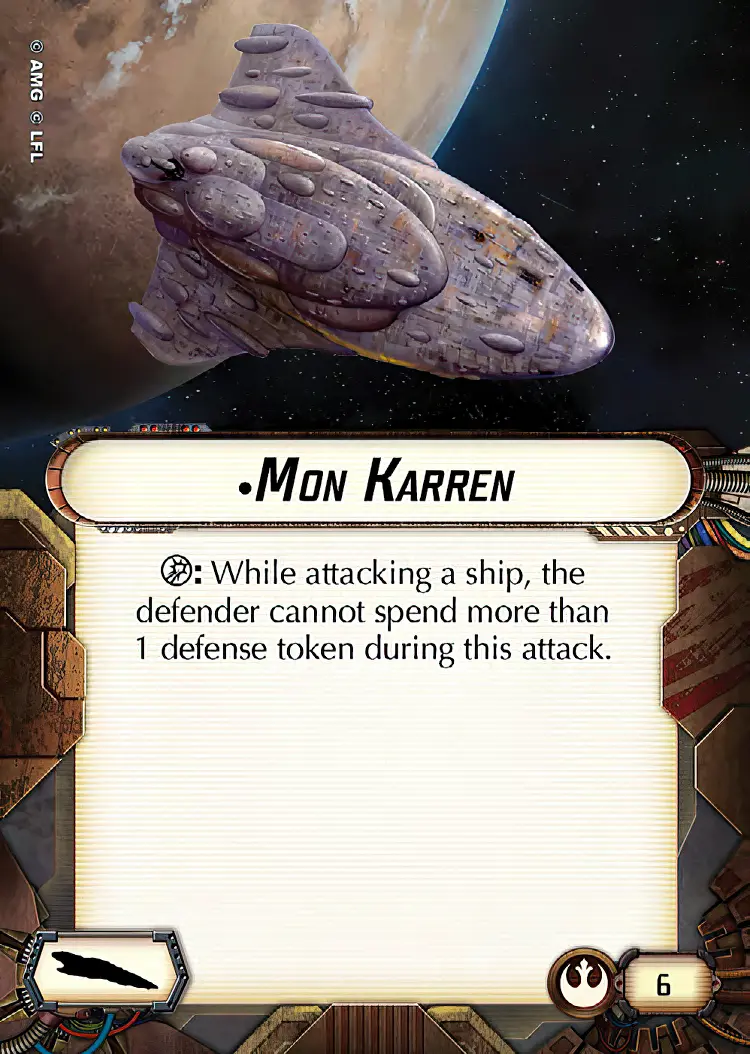 © AMG © LFL
•Mon Karren
: While attacking a ship, the
defender cannot spend more than
1 defense token during this attack.
6